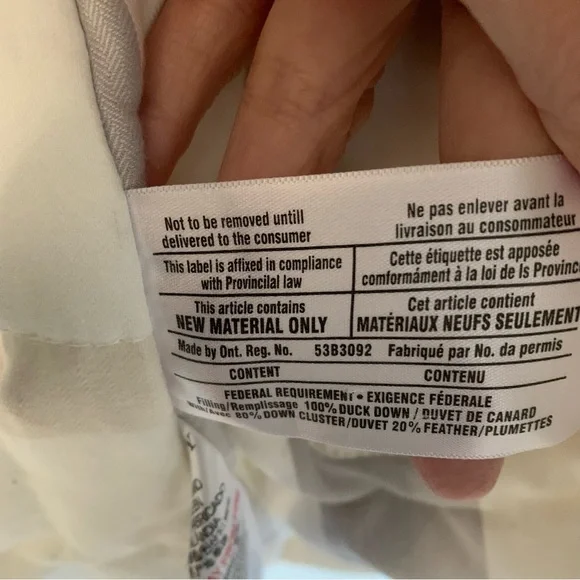 Not to be removed untill
delivered to the consumer
Ne pas enlever avant la
livraison au consommateur
This label is affixed in compliance
with Provincilal law
Cette étiquette est apposée
conformámént à la loi de ls Provinc
This article contains
NEW MATERIAL ONLY
Cet article contient
MATÉRIAUX NEUFS SEULEMENT
Made by Ont. Reg. No. 53B3092 Fabriqué par No. da permis
CONTENT CONTENU
FEDERAL REQUIREMENT • EXIGENCE FÉDERALE
Filling/Remplissage 100% DUCK DOWN / DUVET DE CANARD
80% DOWN CLUSTER/DUVET 20% FEATHER/PLUMETTES